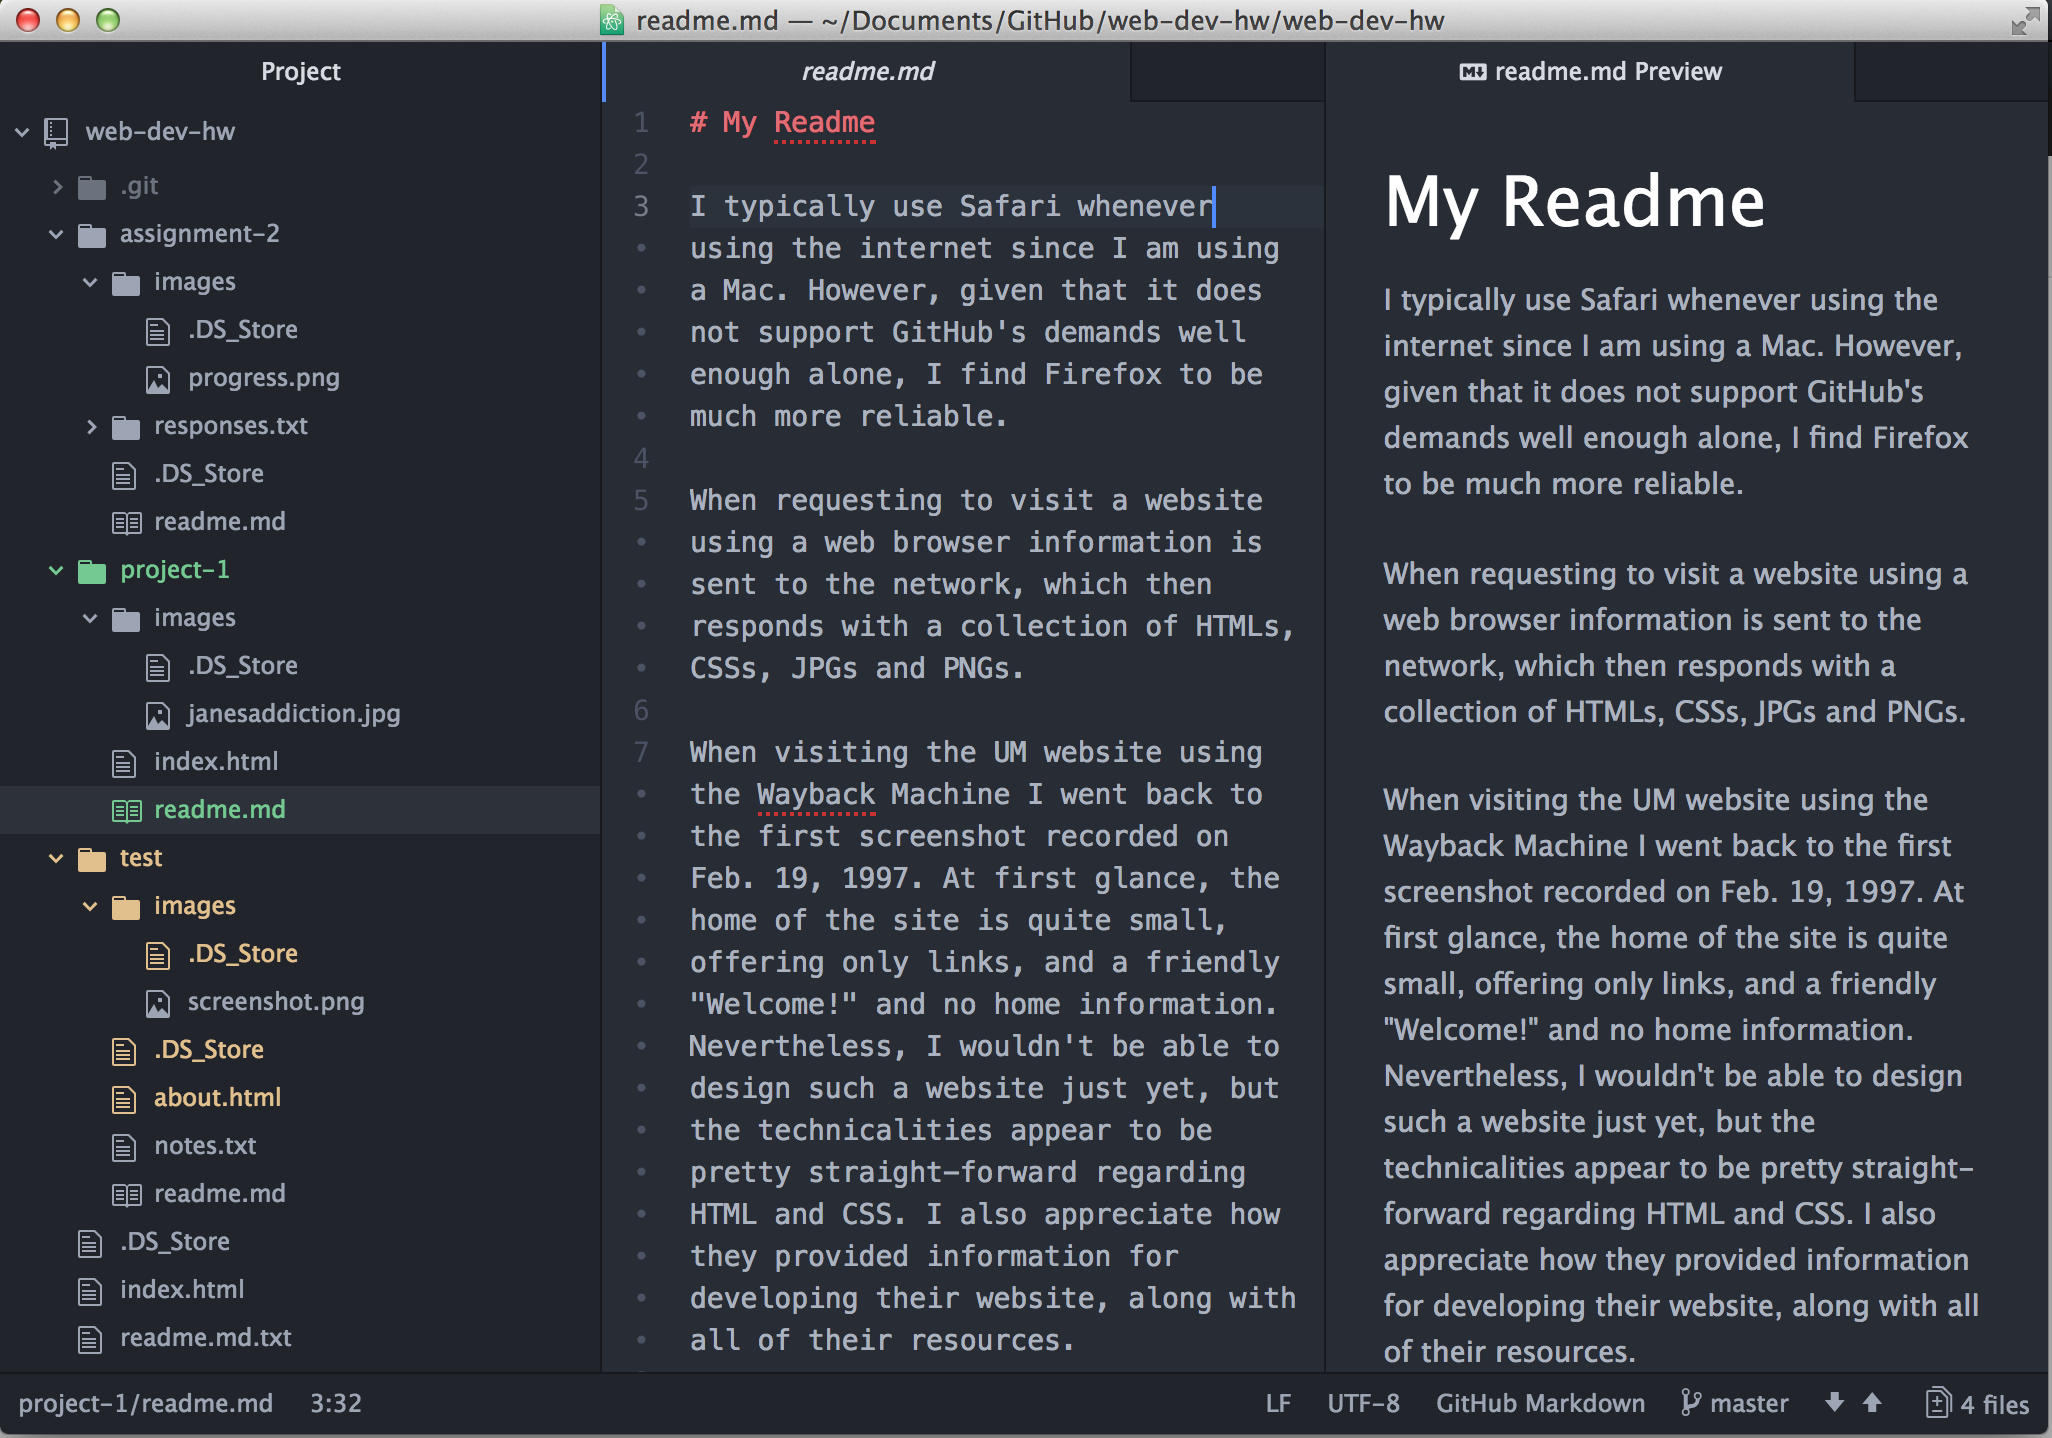 readme.md — ~/Documents/GitHub/web-dev-hw/web-dev-hw
Project
web-dev-hw
.git
assignment-2
images
.DS_Store
progress.png
responses.txt
.DS_Store
readme.md
project-1
images
.DS_Store
janesaddiction.jpg
index.html
readme.md
test
images
.DS_Store
screenshot.png
.DS_Store
about.html
notes.txt
readme.md
.DS_Store
index.html
readme.md.txt
readme.md
1 # My Readme
2
3 I typically use Safari whenever
using the internet since I am using
a Mac. However, given that it does
not support GitHub's demands well
enough alone, I find Firefox to be
much more reliable.
4
5 When requesting to visit a website
using a web browser information is
sent to the network, which then
responds with a collection of HTMLs,
CSSs, JPGs and PNGs.
6
7 When visiting the UM website using
the Wayback Machine I went back to
the first screenshot recorded on
Feb. 19, 1997. At first glance, the
home of the site is quite small,
offering only links, and a friendly
"Welcome!" and no home information.
Nevertheless, I wouldn't be able to
design such a website just yet, but
the technicalities appear to be
pretty straight-forward regarding
HTML and CSS. I also appreciate how
they provided information for
developing their website, along with
all of their resources.
readme.md Preview
My Readme
I typically use Safari whenever using the
internet since I am using a Mac. However,
given that it does not support GitHub's
demands well enough alone, I find Firefox
to be much more reliable.
When requesting to visit a website using a
web browser information is sent to the
network, which then responds with a
collection of HTMLs, CSSs, JPGs and PNGs.
When visiting the UM website using the
Wayback Machine I went back to the first
screenshot recorded on Feb. 19, 1997. At
first glance, the home of the site is quite
small, offering only links, and a friendly
"Welcome!" and no home information.
Nevertheless, I wouldn't be able to design
such a website just yet, but the
technicalities appear to be pretty straight-
forward regarding HTML and CSS. I also
appreciate how they provided information
for developing their website, along with all
of their resources.
project-1/readme.md 3:32 LF UTF-8 GitHub Markdown master 4 files